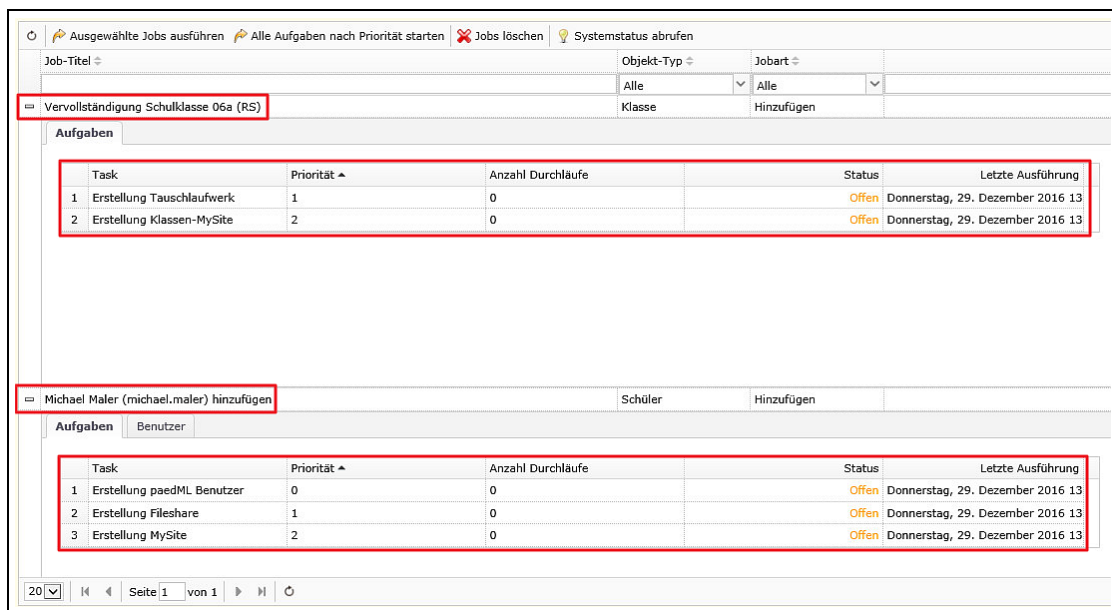 Ausgewählte Jobs ausführen Alle Aufgaben nach Priorität starten Jobs löschen Systemstatus abrufen
Job-Titel Objekt-Typ Jobart
Alle Alle
Vervollständigung Schulklasse 06a (RS) Klasse Hinzufügen
Aufgaben
Task Priorität Anzahl Durchläufe Status Letzte Ausführung
1 Erstellung Tauschlaufwerk 1 0 Offen Donnerstag, 29. Dezember 2016 13
2 Erstellung Klassen-MySite 2 0 Offen Donnerstag, 29. Dezember 2016 13
Michael Maler (michael.maler) hinzufügen Schüler Hinzufügen
Aufgaben Benutzer
Task Priorität Anzahl Durchläufe Status Letzte Ausführung
1 Erstellung paedML Benutzer 0 0 Offen Donnerstag, 29. Dezember 2016 13
2 Erstellung Fileshare 1 0 Offen Donnerstag, 29. Dezember 2016 13
3 Erstellung MySite 2 0 Offen Donnerstag, 29. Dezember 2016 13
20 Seite 1 von 1